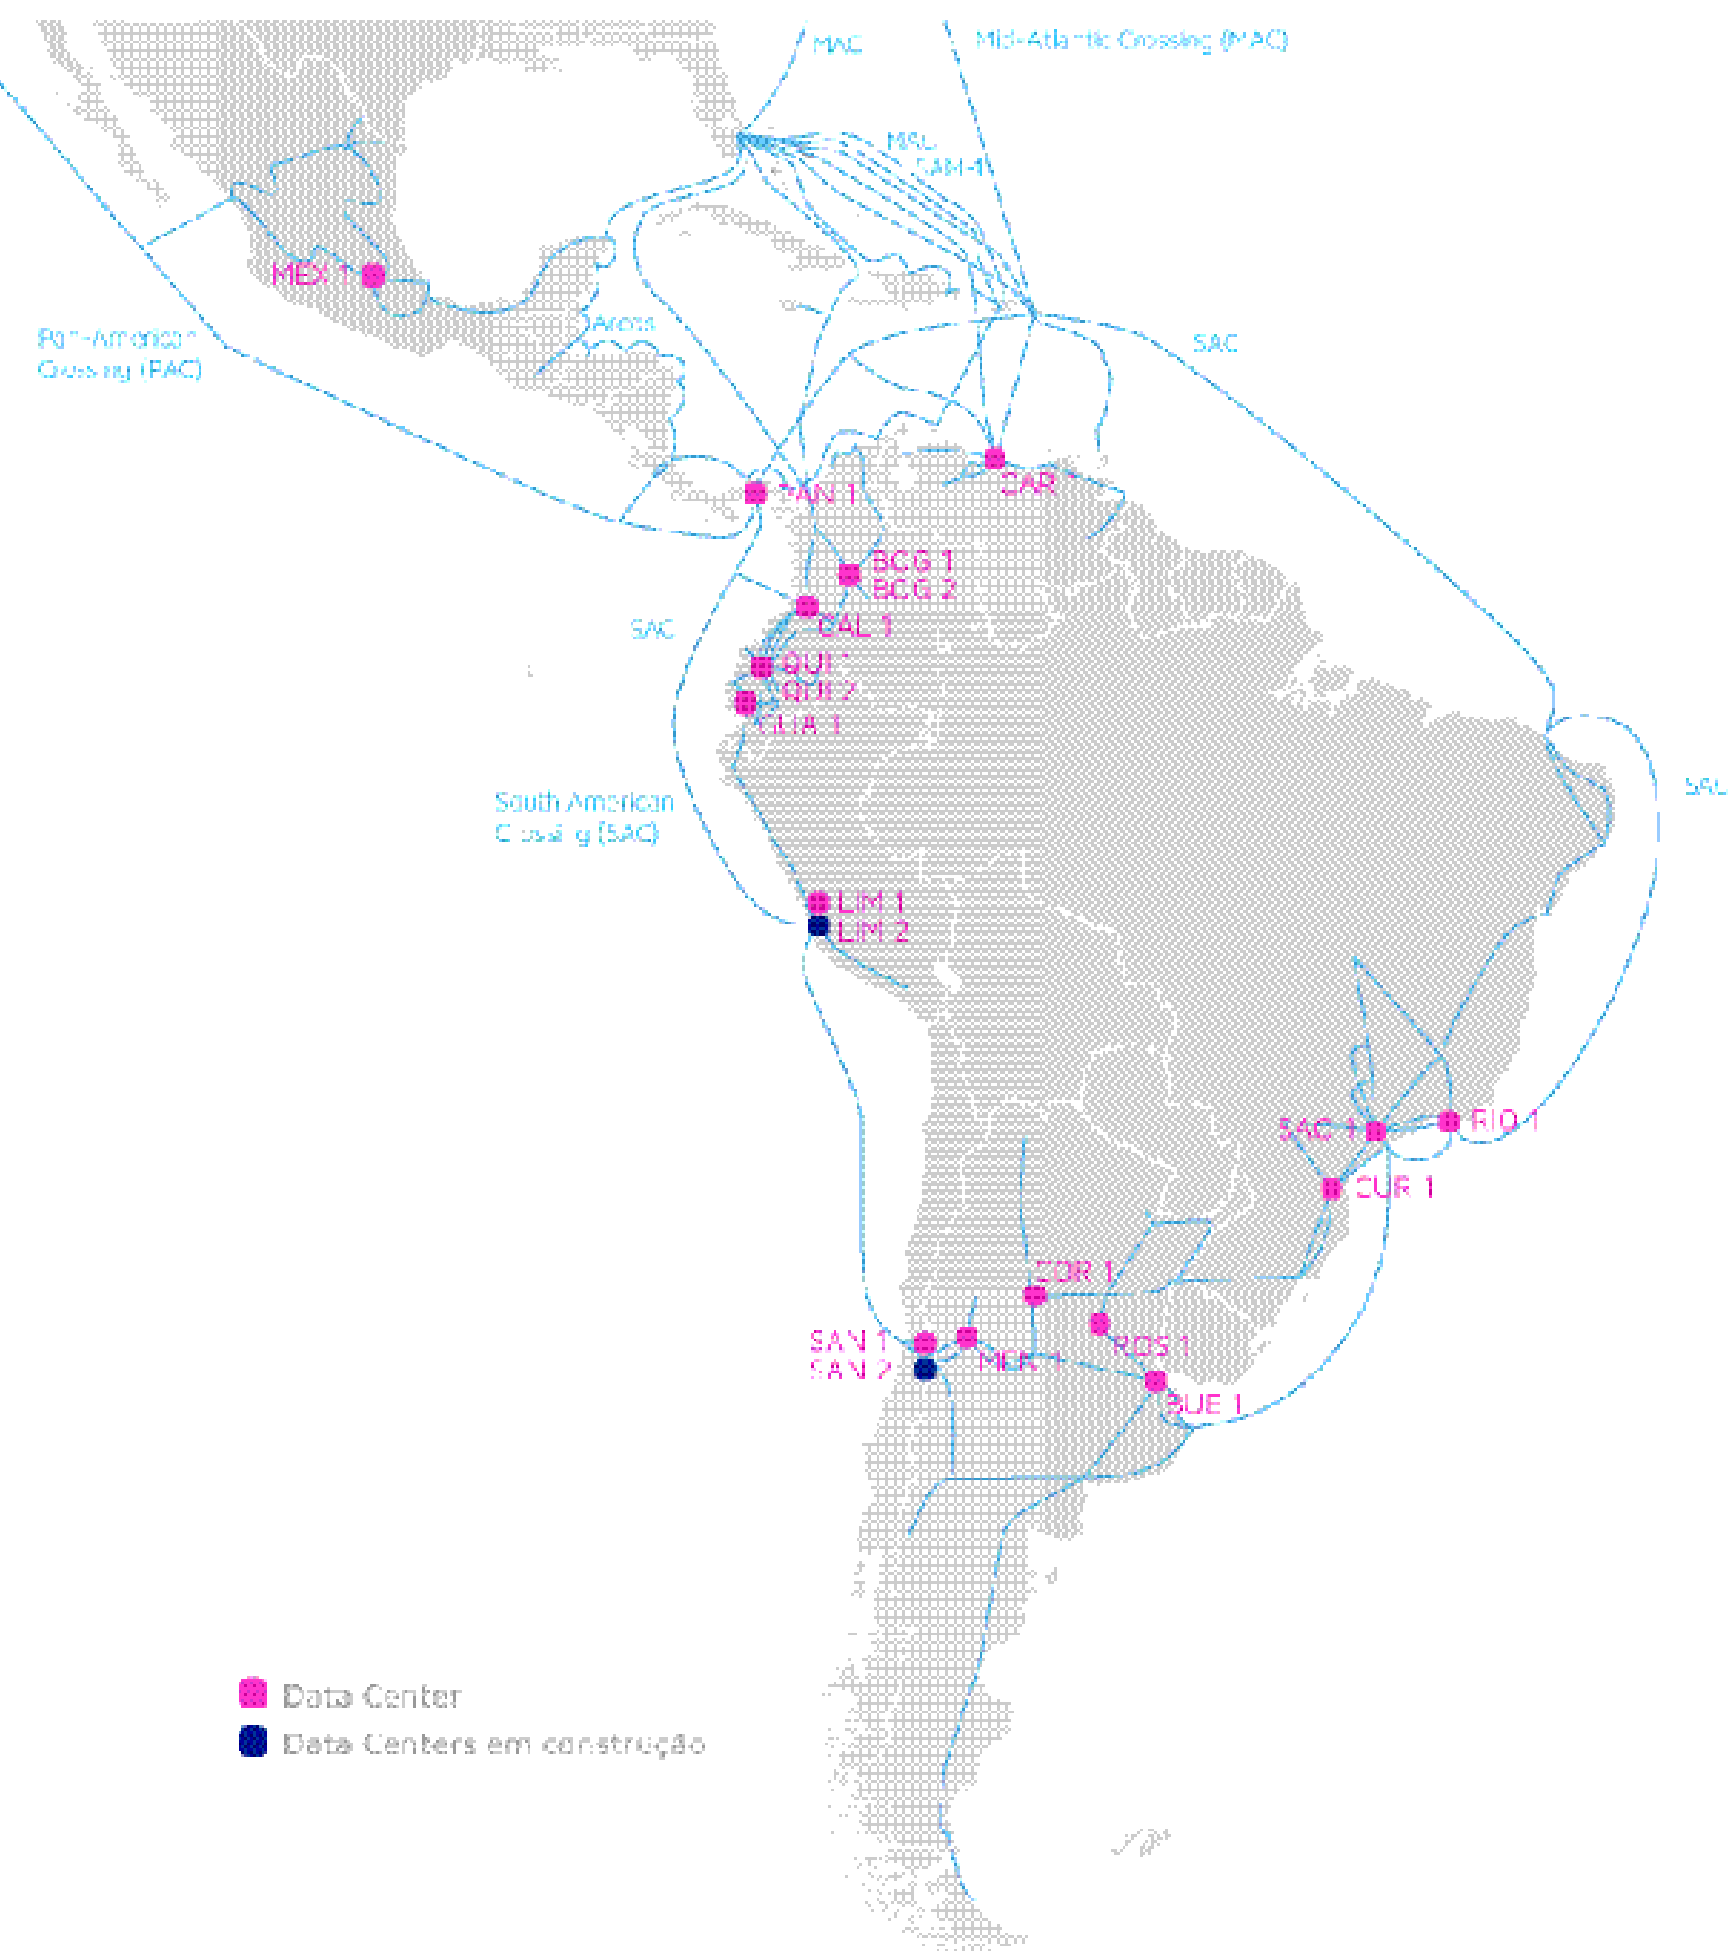 MAC
Mid-Atlantic Crossing (MAC)
MAC
SAM-1
MEX 1
Pan-American
Crossing (PAC)
Arcos
SAC
PAN 1
CAR
BOG 1
BOG 2
CAL 1
SAC
QUI 1
QUI 2
GUA 1
South American
Crossing (SAC)
SAC
LIM 1
LIM 2
SAO 1
RIO 1
CUR 1
COR 1
SAN 1
SAN 2
ROS 1
BUE 1
Data Center
Data Centers em construção